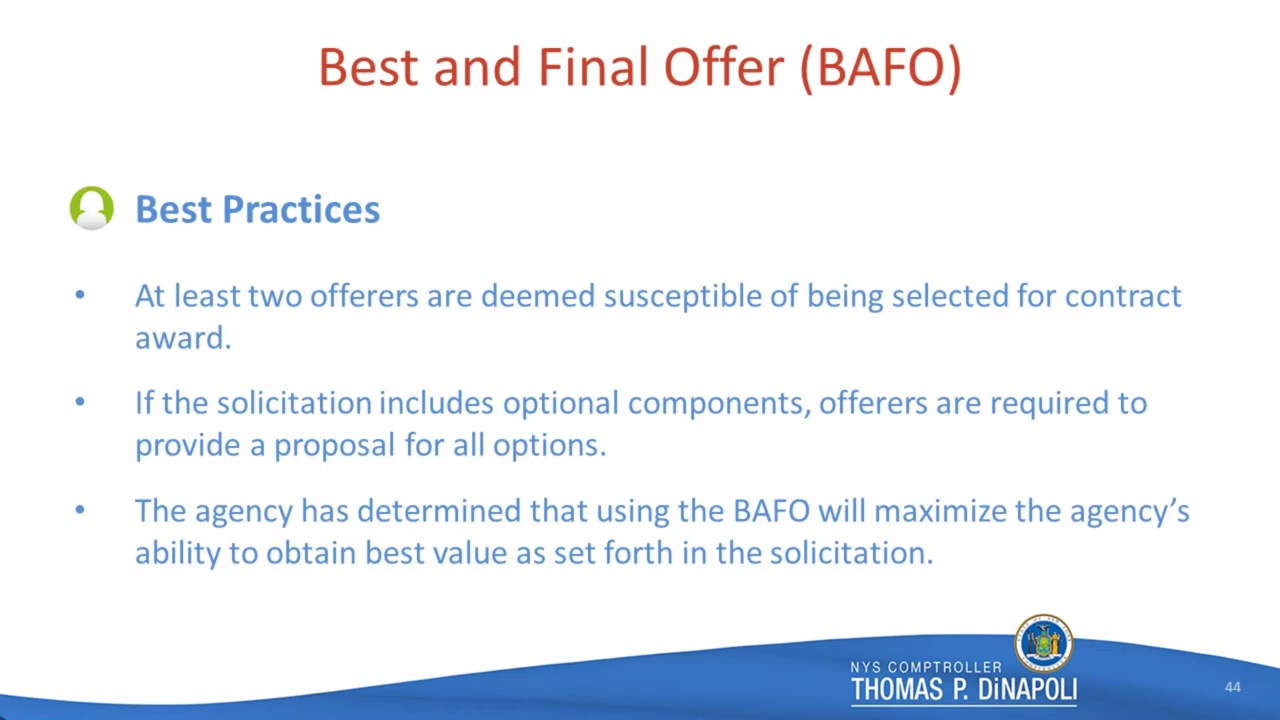 Best and Final Offer (BAFO)
Best Practices
• At least two offerers are deemed susceptible of being selected for contract
award.
• If the solicitation includes optional components, offerers are required to
provide a proposal for all options.
• The agency has determined that using the BAFO will maximize the agency’s
ability to obtain best value as set forth in the solicitation.
NYS COMPTROLLER
THOMAS P. DiNAPOLI
44